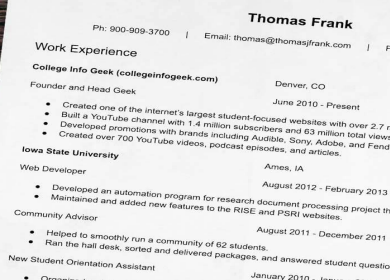 Thomas Frank
Ph: 900-909-3700 | Email: thomas@thomasjfrank.com |
Work Experience
College Info Geek (collegeinfogeek.com) Denver, CO
Founder and Head Geek June 2010 - Present
• Created one of the internet's largest student-focused websites with over 2.7 m
• Built a YouTube channel with 1.4 million subscribers and 63 million total views
• Developed promotions with brands including Audible, Sony, Adobe, and Fend
• Created over 700 YouTube videos, podcast episodes, and articles.
Iowa State University Ames, IA
Web Developer August 2012 - February 2013
• Developed an automation program for research document processing project th
• Maintained and added new features to the RISE and PSRI websites.
Community Advisor August 2011 - December 2011
• Helped to smoothly run a community of 62 students.
• Ran the hall desk, sorted and delivered packages, and answered student question
New Student Orientation Assistant January 2010 -